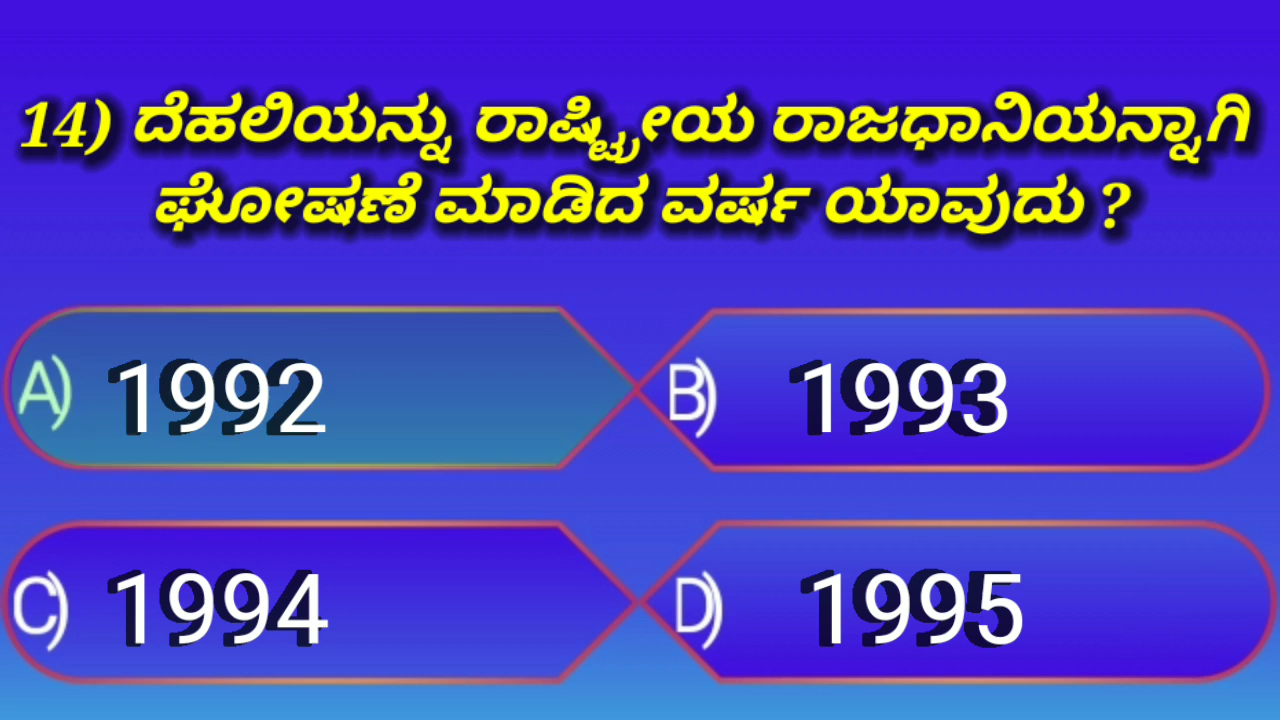 14) ದೆಹಲಿಯನ್ನು ರಾಷ್ಟ್ರೀಯ ರಾಜಧಾನಿಯನ್ನಾಗಿ
ಘೋಷಣೆ ಮಾಡಿದ ವರ್ಷ ಯಾವುದು ?
A) 1992
B) 1993
C) 1994
D) 1995